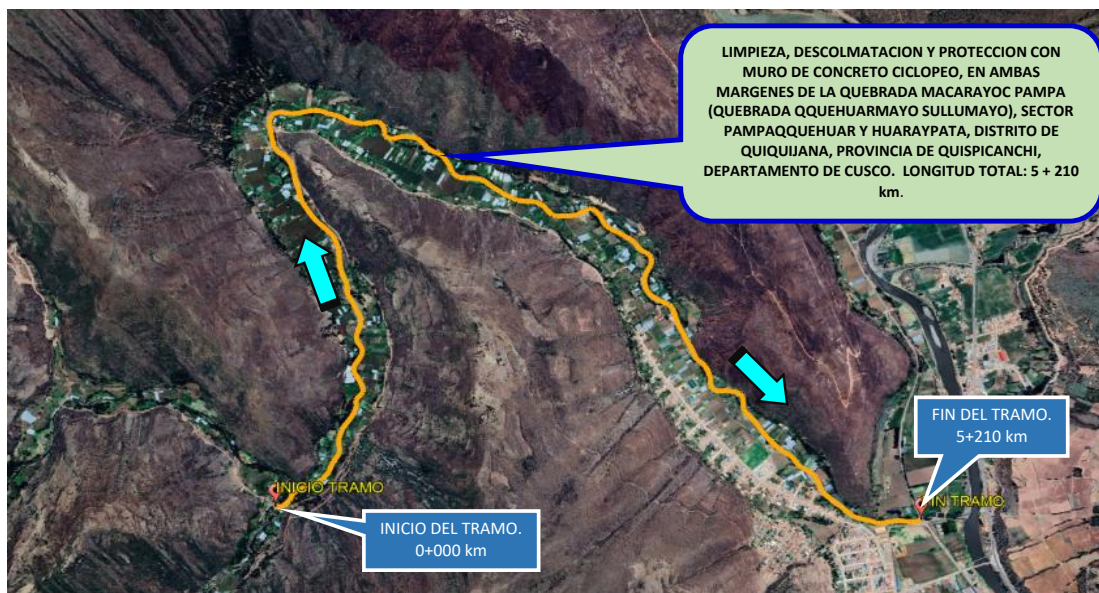 LIMPIEZA, DESCOLMATACION Y PROTECCION CON
MURO DE CONCRETO CICLOPEO, EN AMBAS
MARGENES DE LA QUEBRADA MACARAYOC PAMPA
(QUEBRADA QQUEHUARMAYO SULLUMAYO), SECTOR
PAMPAQQUEHUAR Y HUARAYPATA, DISTRITO DE
QUIQUIJANA, PROVINCIA DE QUISPICANCHI,
DEPARTAMENTO DE CUSCO. LONGITUD TOTAL: 5 + 210
km.
FIN DEL TRAMO.
5+210 km
INICIO TRAMO
FIN TRAMO
INICIO DEL TRAMO.
0+000 km